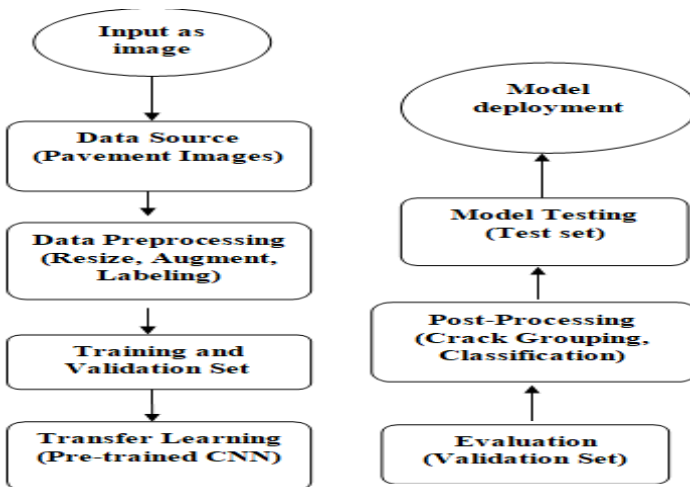 Input as
image
Data Source
(Pavement Images)
Data Preprocessing
(Resize, Augment,
Labeling)
Training and
Validation Set
Transfer Learning
(Pre-trained CNN)
Model
deployment
Model Testing
(Test set)
Post-Processing
(Crack Grouping,
Classification)
Evaluation
(Validation Set)